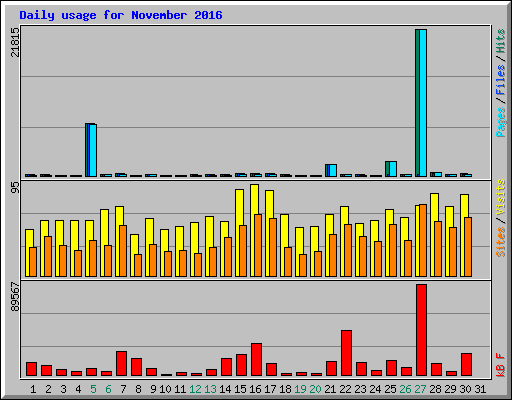 Daily usage for November 2016
21815
Pages / Files / Hits
95
Sites / Visits
89567
kB F
1 2 3 4 5 6 7 8 9 10 11 12 13 14 15 16 17 18 19 20 21 22 23 24 25 26 27 28 29 30 31